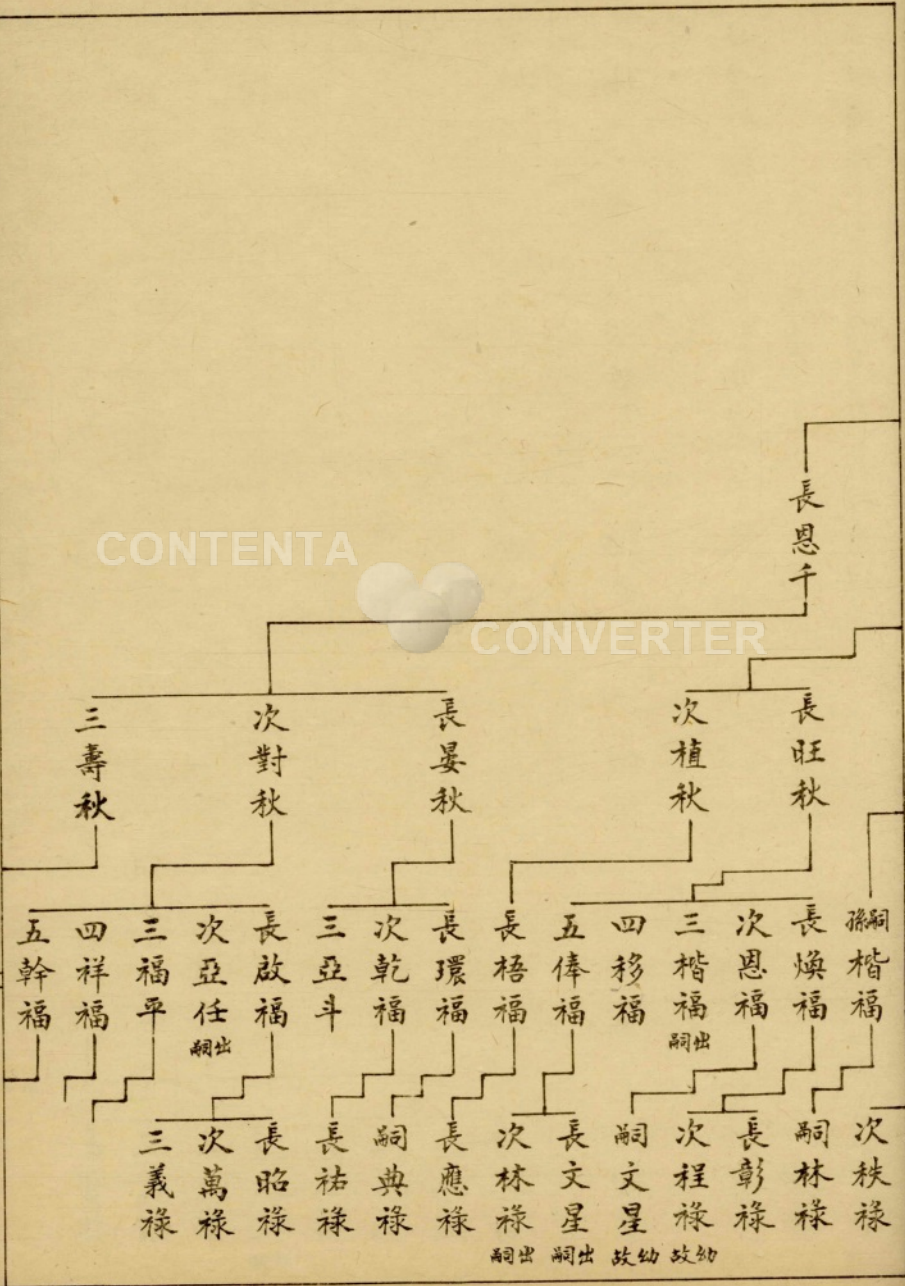 長恩千
長旺秋
次植秋
長晏秋
次對秋
三壽秋
嗣孫楷福
長煥福
次恩福
三楷福出嗣
四移福
五俸福
長梧福
長環福
次乾福
三亞斗
長啟福
次亞任出嗣
三福平
四祥福
五幹福
次秩祿
嗣林祿
長彰祿
次程祿幼故
嗣文星幼故
長文星出嗣
次林祿出嗣
長應祿
嗣典祿
長祐祿
長昭祿
次萬祿
三義祿
CONTENTA
CONVERTER